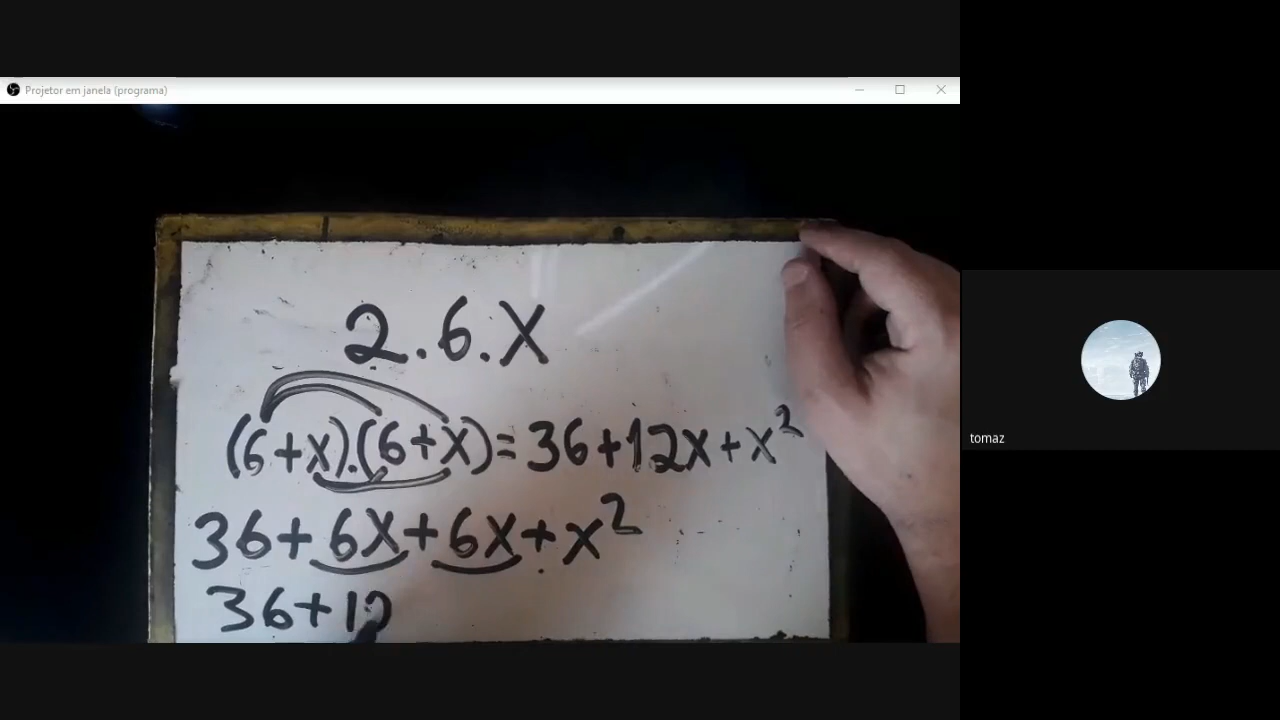 Projetor em janela (programa)
2.6.X
(6+x).(6+x)=36+12x+x²
36+6x+6x+x²
36+12
tomaz